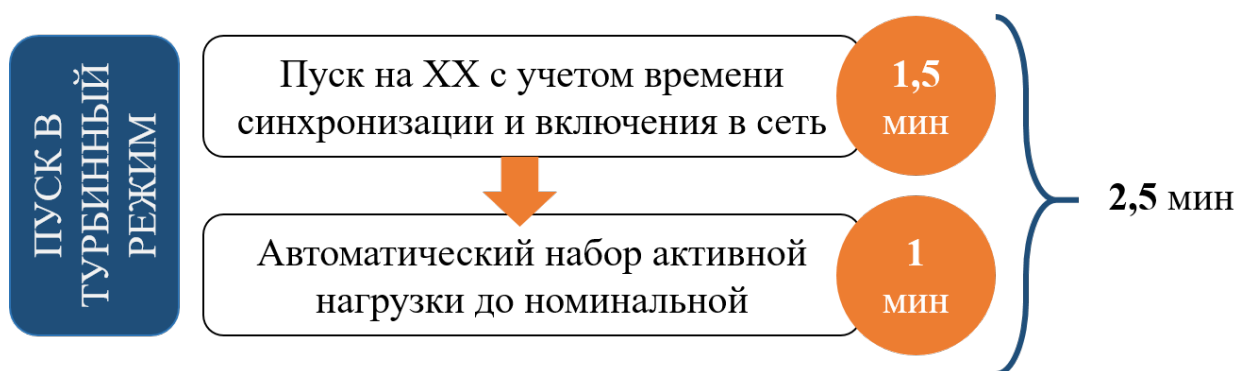 ПУСК В
ТУРБИННЫЙ
РЕЖИМ
Пуск на ХХ с учетом времени
синхронизации и включения в сеть
1,5
мин
Автоматический набор активной
нагрузки до номинальной
1
мин
2,5 мин